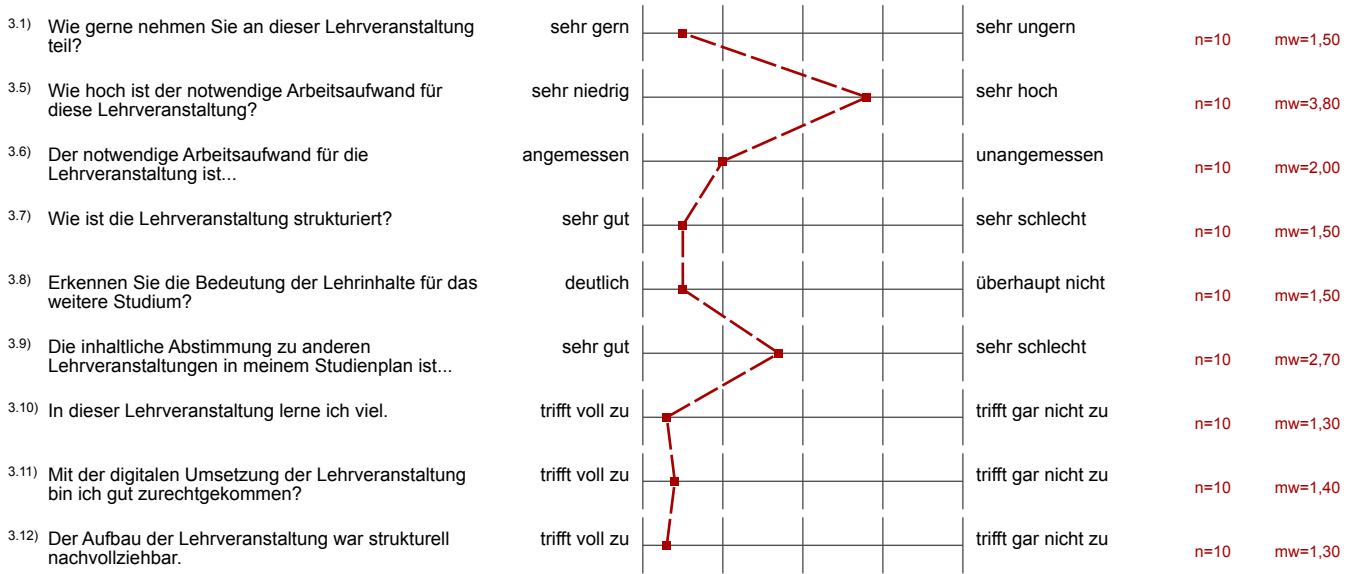 3.1) Wie gerne nehmen Sie an dieser Lehrveranstaltung sehr gern sehr ungern
teil? n=10 mw=1,50
3.5) Wie hoch ist der notwendige Arbeitsaufwand für sehr niedrig sehr hoch
diese Lehrveranstaltung? n=10 mw=3,80
3.6) Der notwendige Arbeitsaufwand für die angemessen unangemessen
Lehrveranstaltung ist... n=10 mw=2,00
3.7) Wie ist die Lehrveranstaltung strukturiert? sehr gut sehr schlecht
n=10 mw=1,50
3.8) Erkennen Sie die Bedeutung der Lehrinhalte für das deutlich überhaupt nicht
weitere Studium? n=10 mw=1,50
3.9) Die inhaltliche Abstimmung zu anderen sehr gut sehr schlecht
Lehrveranstaltungen in meinem Studienplan ist... n=10 mw=2,70
3.10) In dieser Lehrveranstaltung lerne ich viel. trifft voll zu trifft gar nicht zu
n=10 mw=1,30
3.11) Mit der digitalen Umsetzung der Lehrveranstaltung trifft voll zu trifft gar nicht zu
bin ich gut zurechtgekommen? n=10 mw=1,40
3.12) Der Aufbau der Lehrveranstaltung war strukturell trifft voll zu trifft gar nicht zu
nachvollziehbar. n=10 mw=1,30